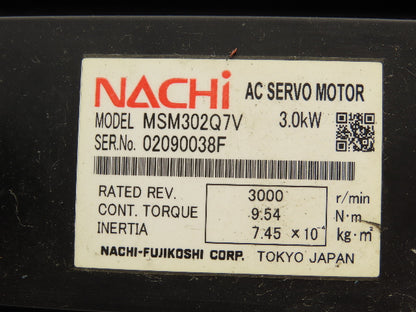 NACHi AC SERVO MOTOR
MODEL MSM302Q7V 3.0kW
SER.No. 02090038F
RATED REV. 3000 r/min
CONT. TORQUE 9.54 N·m
INERTIA 7.45 ×10⁻⁴ kg·m²
NACHI-FUJIKOSHI CORP. TOKYO JAPAN